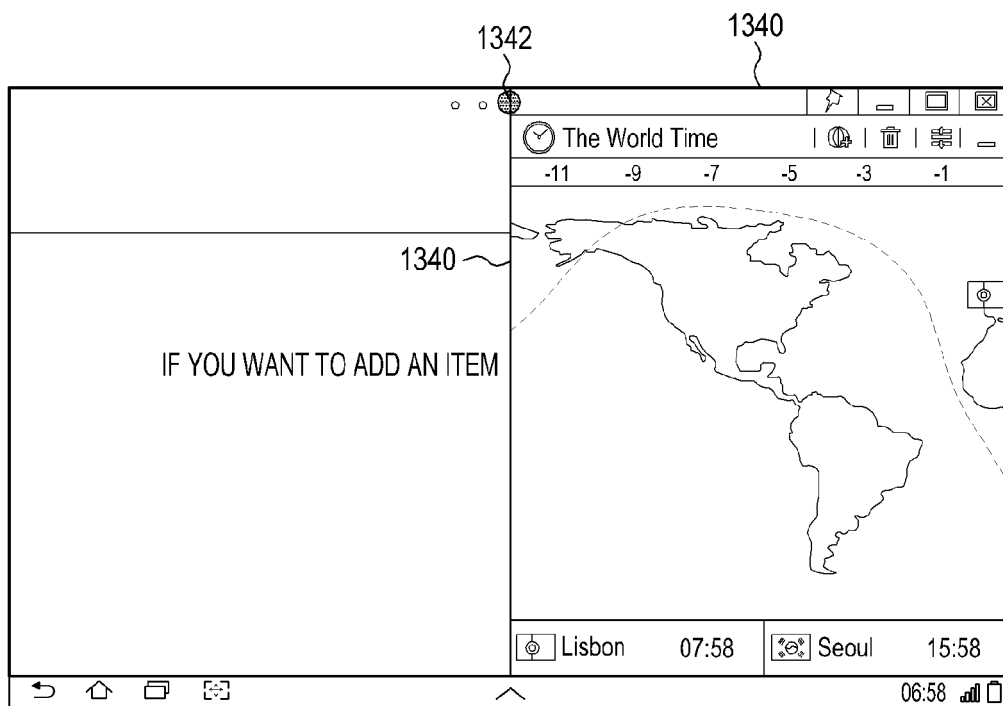 1340
1342
The World Time
-11 -9 -7 -5 -3 -1
1340
IF YOU WANT TO ADD AN ITEM
Lisbon 07:58 Seoul 15:58
06:58